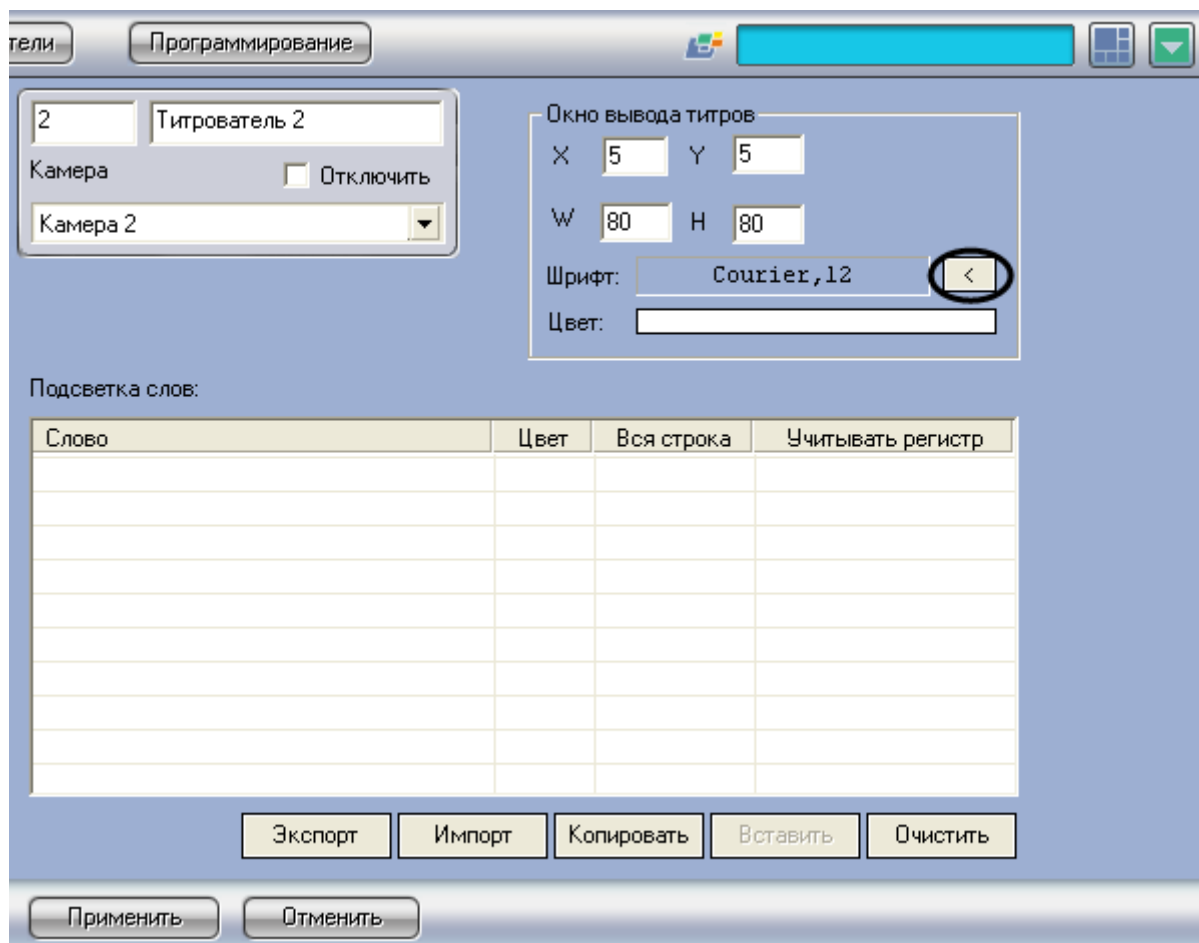 тели Программирование
2 Титрователь 2
Камера Отключить
Камера 2
Окно вывода титров
X 5 Y 5
W 80 H 80
Шрифт: Courier,12 <
Цвет:
Подсветка слов:
Слово Цвет Вся строка Учитывать регистр
Экспорт Импорт Копировать Вставить Очистить
Применить Отменить